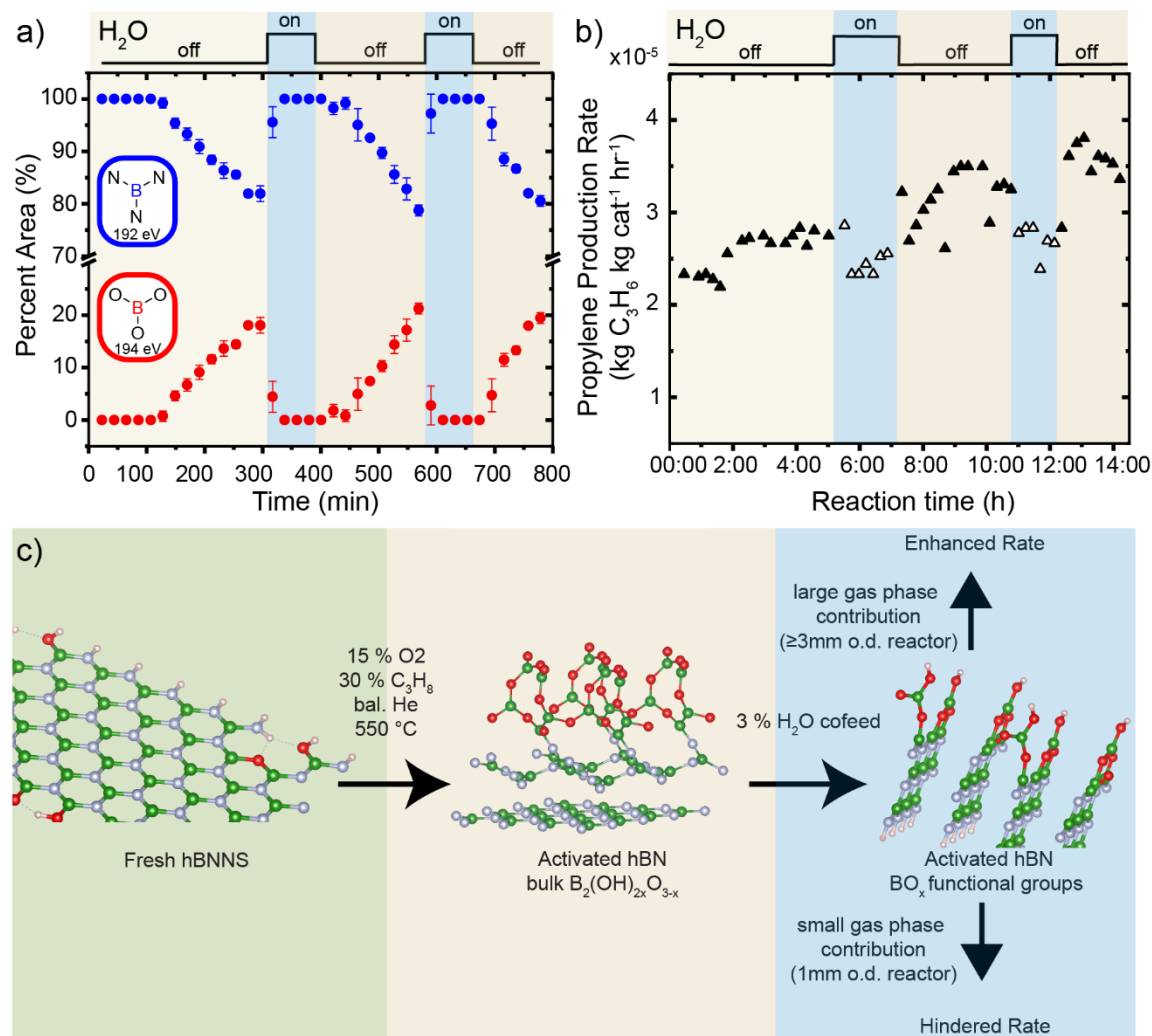 a)
H₂O
off
on
off
on
off
100
90
80
70
20
10
0
Percent Area (%)
N
N
B
N
192 eV
O
O
B
O
194 eV
0
100
200
300
400
500
600
700
800
Time (min)
b)
H₂O
off
on
off
on
off
x10⁻⁵
4
3
2
1
Propylene Production Rate
(kg C₃H₆ kg cat⁻¹ hr⁻¹)
00:00
2:00
4:00
6:00
8:00
10:00
12:00
14:00
Reaction time (h)
c)
15 % O2
30 % C₃H₈
bal. He
550 °C
Fresh hBNNS
Activated hBN
bulk B₂(OH)₂ₓO₃₋ₓ
3 % H₂O cofeed
Enhanced Rate
large gas phase
contribution
(≥3mm o.d. reactor)
Activated hBN
BOₓ functional groups
small gas phase
contribution
(1mm o.d. reactor)
Hindered Rate